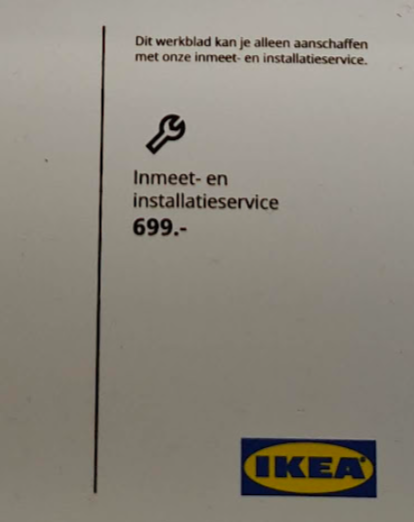 Dit werkblad kan je alleen aanschaffen
met onze inmeet- en installatieservice.
Inmeet- en
installatieservice
699.-
IKEA